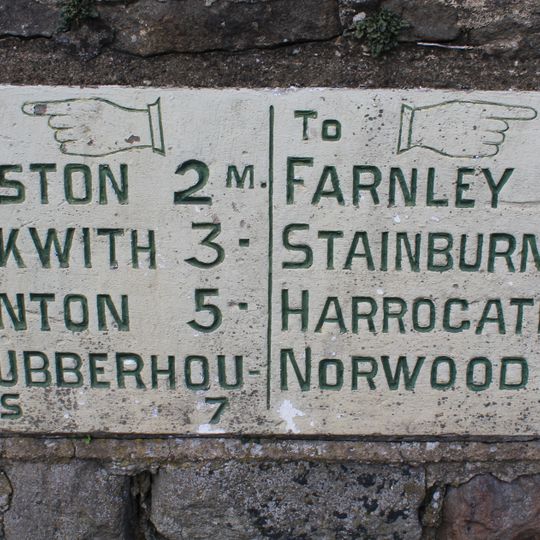 STON 2 M.
KWITH 3-
NTON 5-
UBBERHOU-
S 7
To
FARNLEY
STAINBURN
HARROGAT
NORWOOD